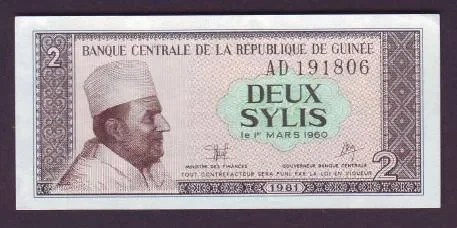 2
BANQUE CENTRALE DE LA RÉPUBLIQUE DE GUINÉE
AD 191806
DEUX
SYLIS
le 1er MARS 1960
MINISTRE DES FINANCES
GOUVERNEUR BANQUE CENTRALE
2
TOUT CONTREFACTEUR SERA PUNI PAR LA LOI EN VIGUEUR
1981